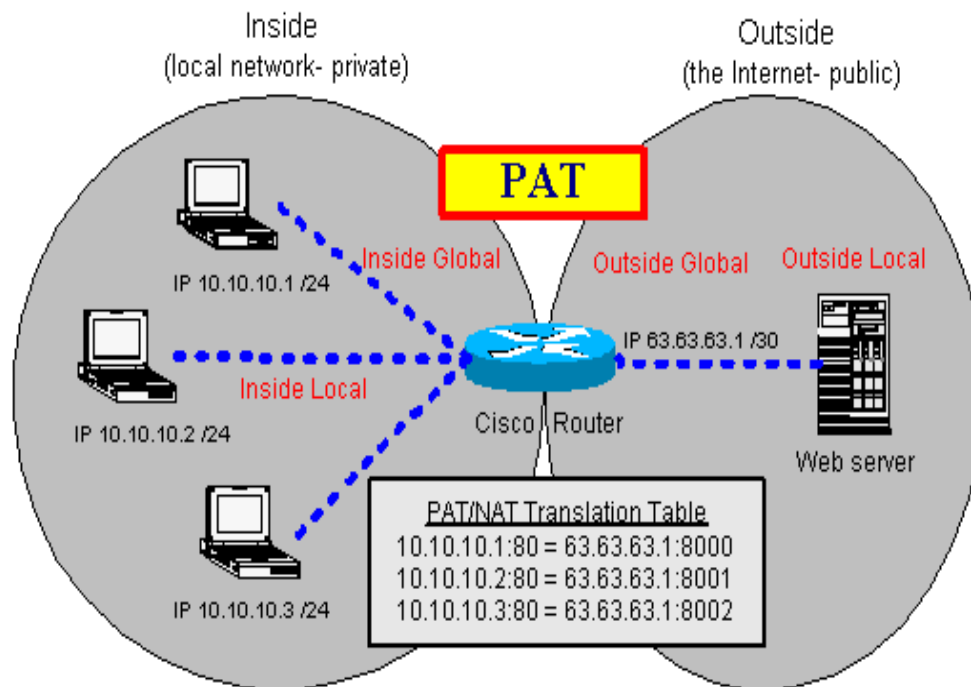 Inside
(local network- private)
Outside
(the Internet- public)
PAT
Inside Global
Outside Global
Outside Local
IP 10.10.10.1 /24
IP 63.63.63.1 /30
Inside Local
IP 10.10.10.2 /24
Cisco Router
Web server
PAT/NAT Translation Table
10.10.10.1:80 = 63.63.63.1:8000
10.10.10.2:80 = 63.63.63.1:8001
10.10.10.3:80 = 63.63.63.1:8002
IP 10.10.10.3 /24